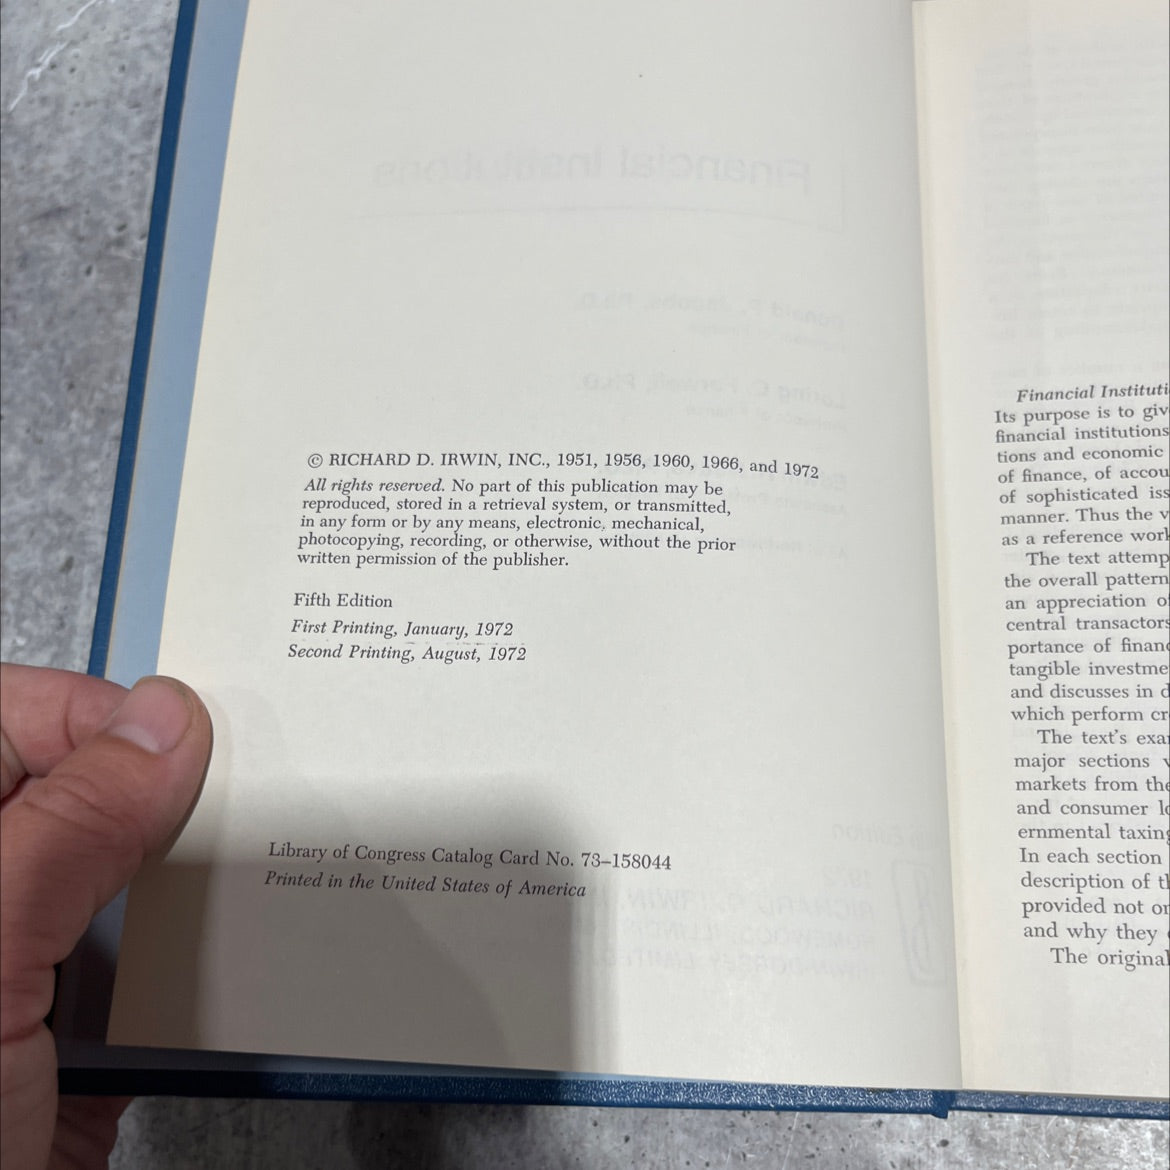 © RICHARD D. IRWIN, INC., 1951, 1956, 1960, 1966, and 1972
All rights reserved. No part of this publication may be
reproduced, stored in a retrieval system, or transmitted,
in any form or by any means, electronic, mechanical,
photocopying, recording, or otherwise, without the prior
written permission of the publisher.
Fifth Edition
First Printing, January, 1972
Second Printing, August, 1972
Library of Congress Catalog Card No. 73–158044
Printed in the United States of America
Financial Instituti
Its purpose is to giv
financial institutions
tions and economic
of finance, of accou
of sophisticated iss
manner. Thus the v
as a reference work
The text attemp
the overall pattern
an appreciation of
central transactors
portance of financ
tangible investme
and discusses in d
which perform cr
The text's exa
major sections v
markets from the
and consumer lo
ernmental taxing
In each section
description of th
provided not on
and why they
The original